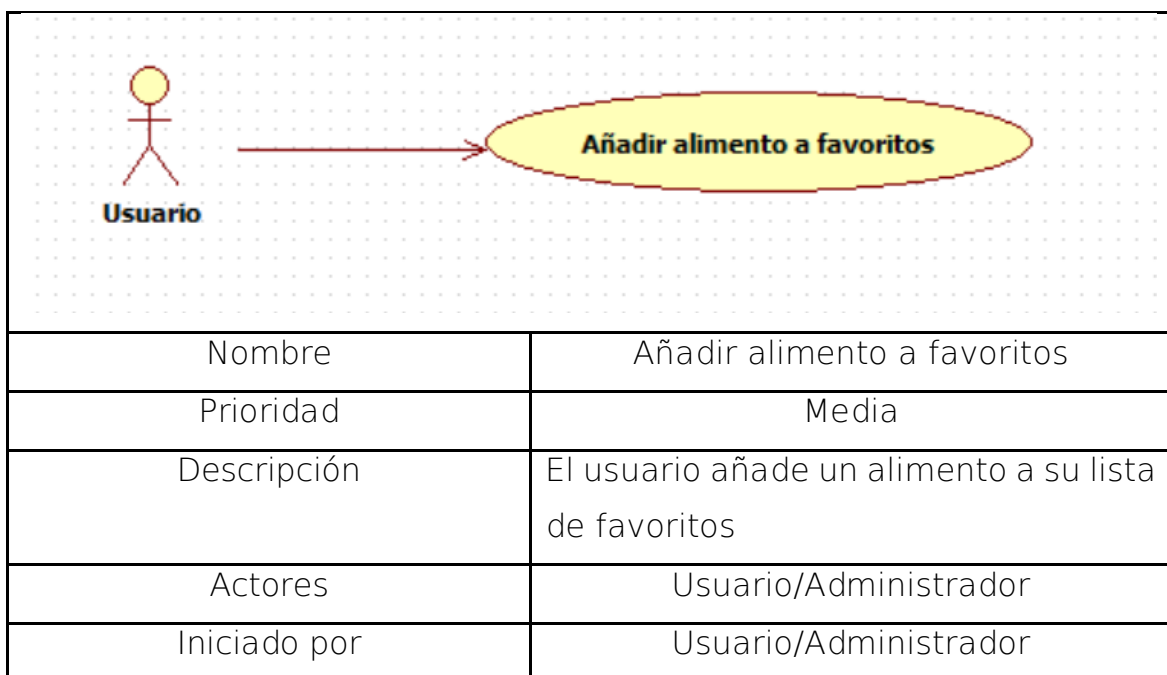 Añadir alimento a favoritos
Usuario
Nombre
Añadir alimento a favoritos
Prioridad
Media
Descripción
El usuario añade un alimento a su lista
de favoritos
Actores
Usuario/Administrador
Iniciado por
Usuario/Administrador